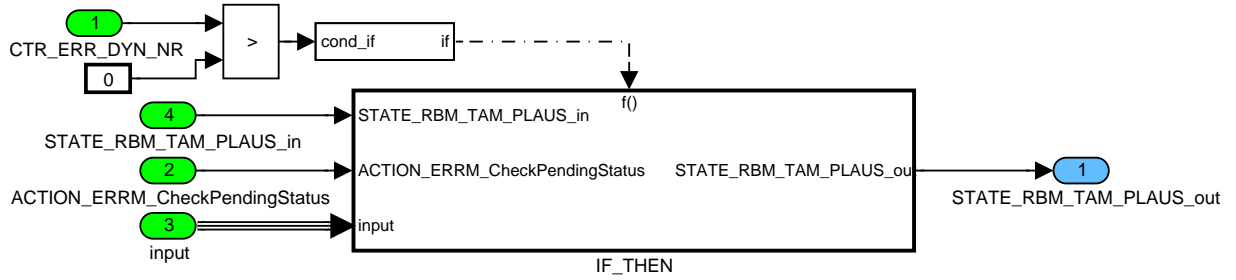 1
CTR_ERR_DYN_NR
0
>
cond_if if
f()
4
STATE_RBM_TAM_PLAUS_in
STATE_RBM_TAM_PLAUS_in
2
ACTION_ERRM_CheckPendingStatus
ACTION_ERRM_CheckPendingStatus STATE_RBM_TAM_PLAUS_ou
1
STATE_RBM_TAM_PLAUS_out
3
input
input
IF_THEN